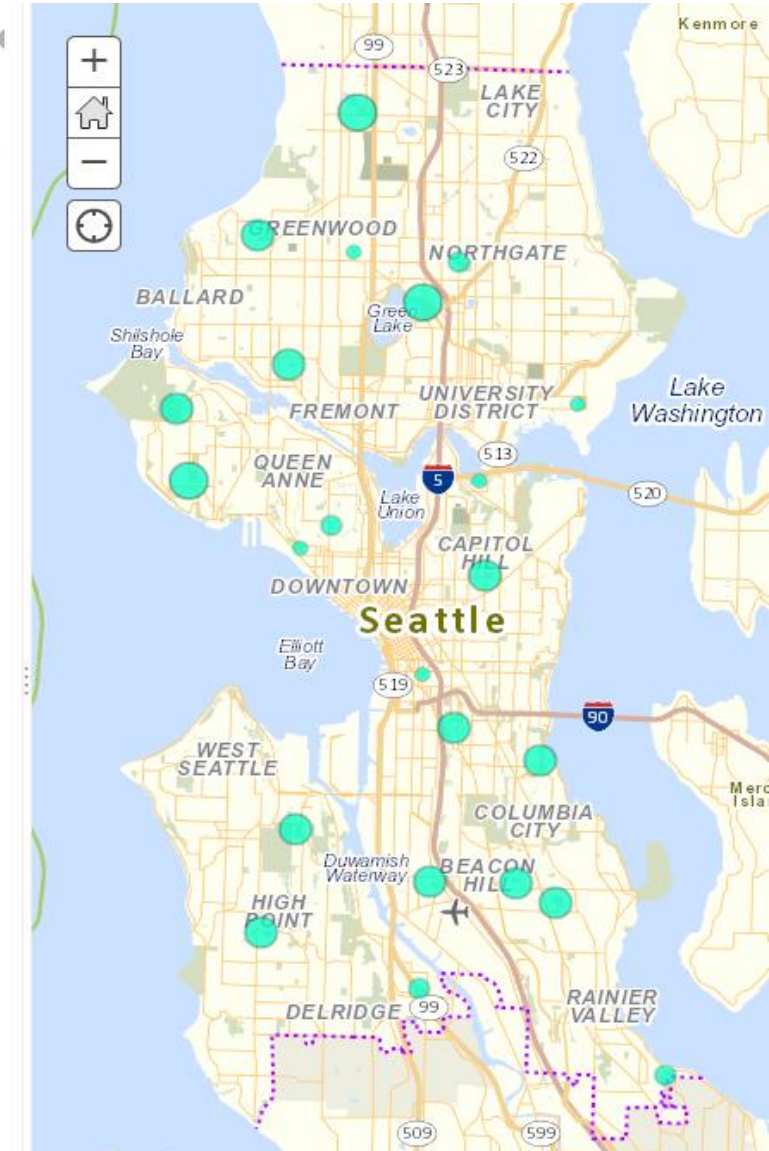 Kenmore
99
523
LAKE
CITY
522
GREENWOOD
NORTHGATE
BALLARD
Green
Lake
Shilshole
Bay
Lake
Washington
UNIVERSITY
DISTRICT
FREMONT
513
QUEEN
ANNE
5
520
Lake
Union
CAPITOL
HILL
DOWNTOWN
Seattle
Elliott
Bay
519
90
WEST
SEATTLE
Merc
Isla
COLUMBIA
CITY
Duwamish
Waterway
BEACON
HILL
HIGH
POINT
RAINIER
VALLEY
DELRIDGE
99
509
599